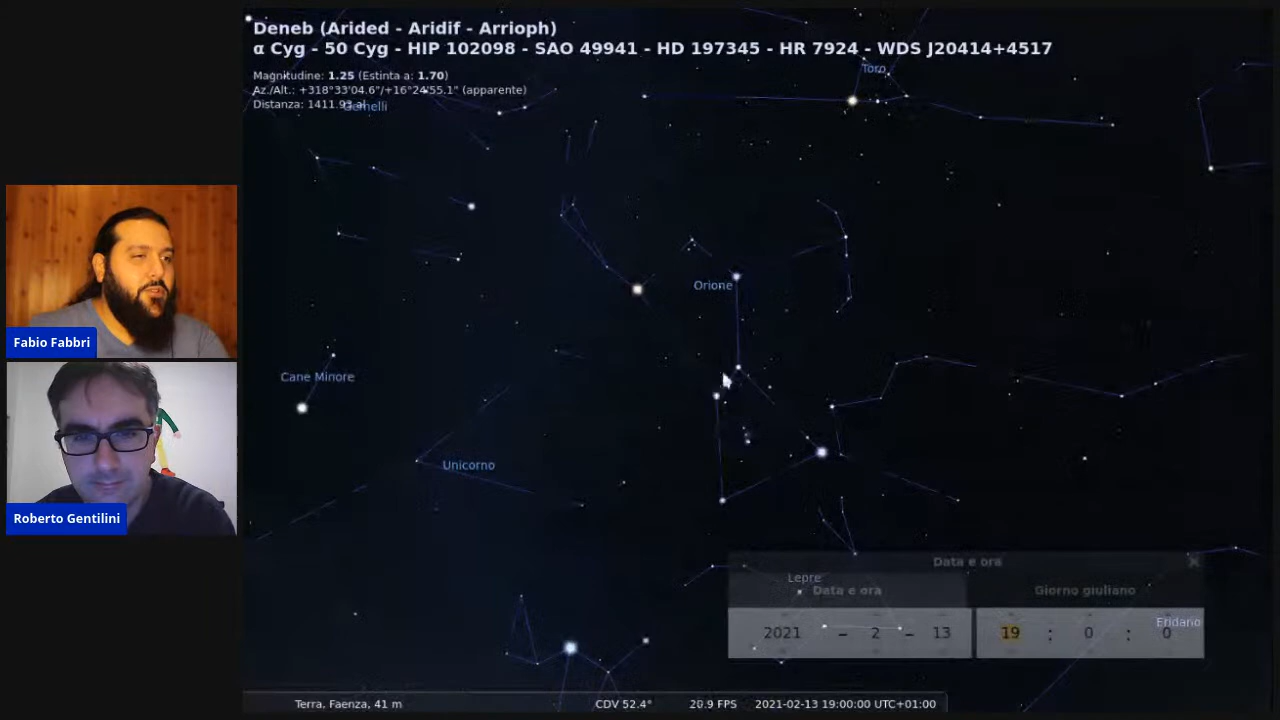 Deneb (Arided - Aridif - Arrioph)
α Cyg - 50 Cyg - HIP 102098 - SAO 49941 - HD 197345 - HR 7924 - WDS J20414+4517
Magnitudine: 1.25 (Estinta a: 1.70)
Az./Alt.: +318°33'04.6"/+16°24'55.1" (apparente)
Distanza: 1411.93 al
Gemelli
Toro
Orione
Cane Minore
Unicorno
Fabio Fabbri
Roberto Gentilini
Data e ora
Lepre
Data e ora
Giorno giuliano
Eridano
2021 - 2 - 13
19 : 0 : 0
Terra, Faenza, 41 m
CDV 52.4°
20.9 FPS
2021-02-13 19:00:00 UTC+01:00